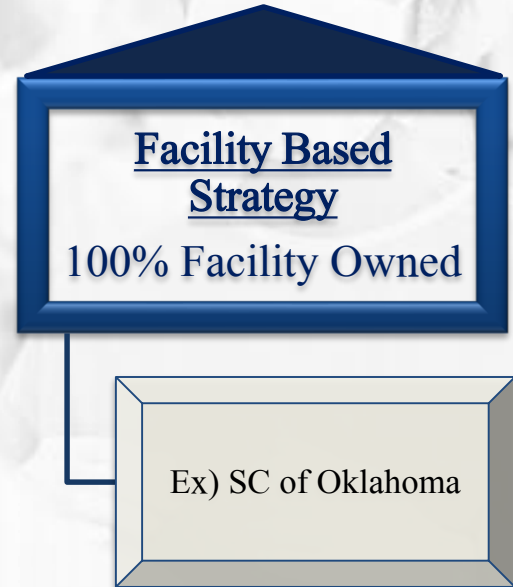 Facility Based
Strategy
100% Facility Owned
Ex) SC of Oklahoma